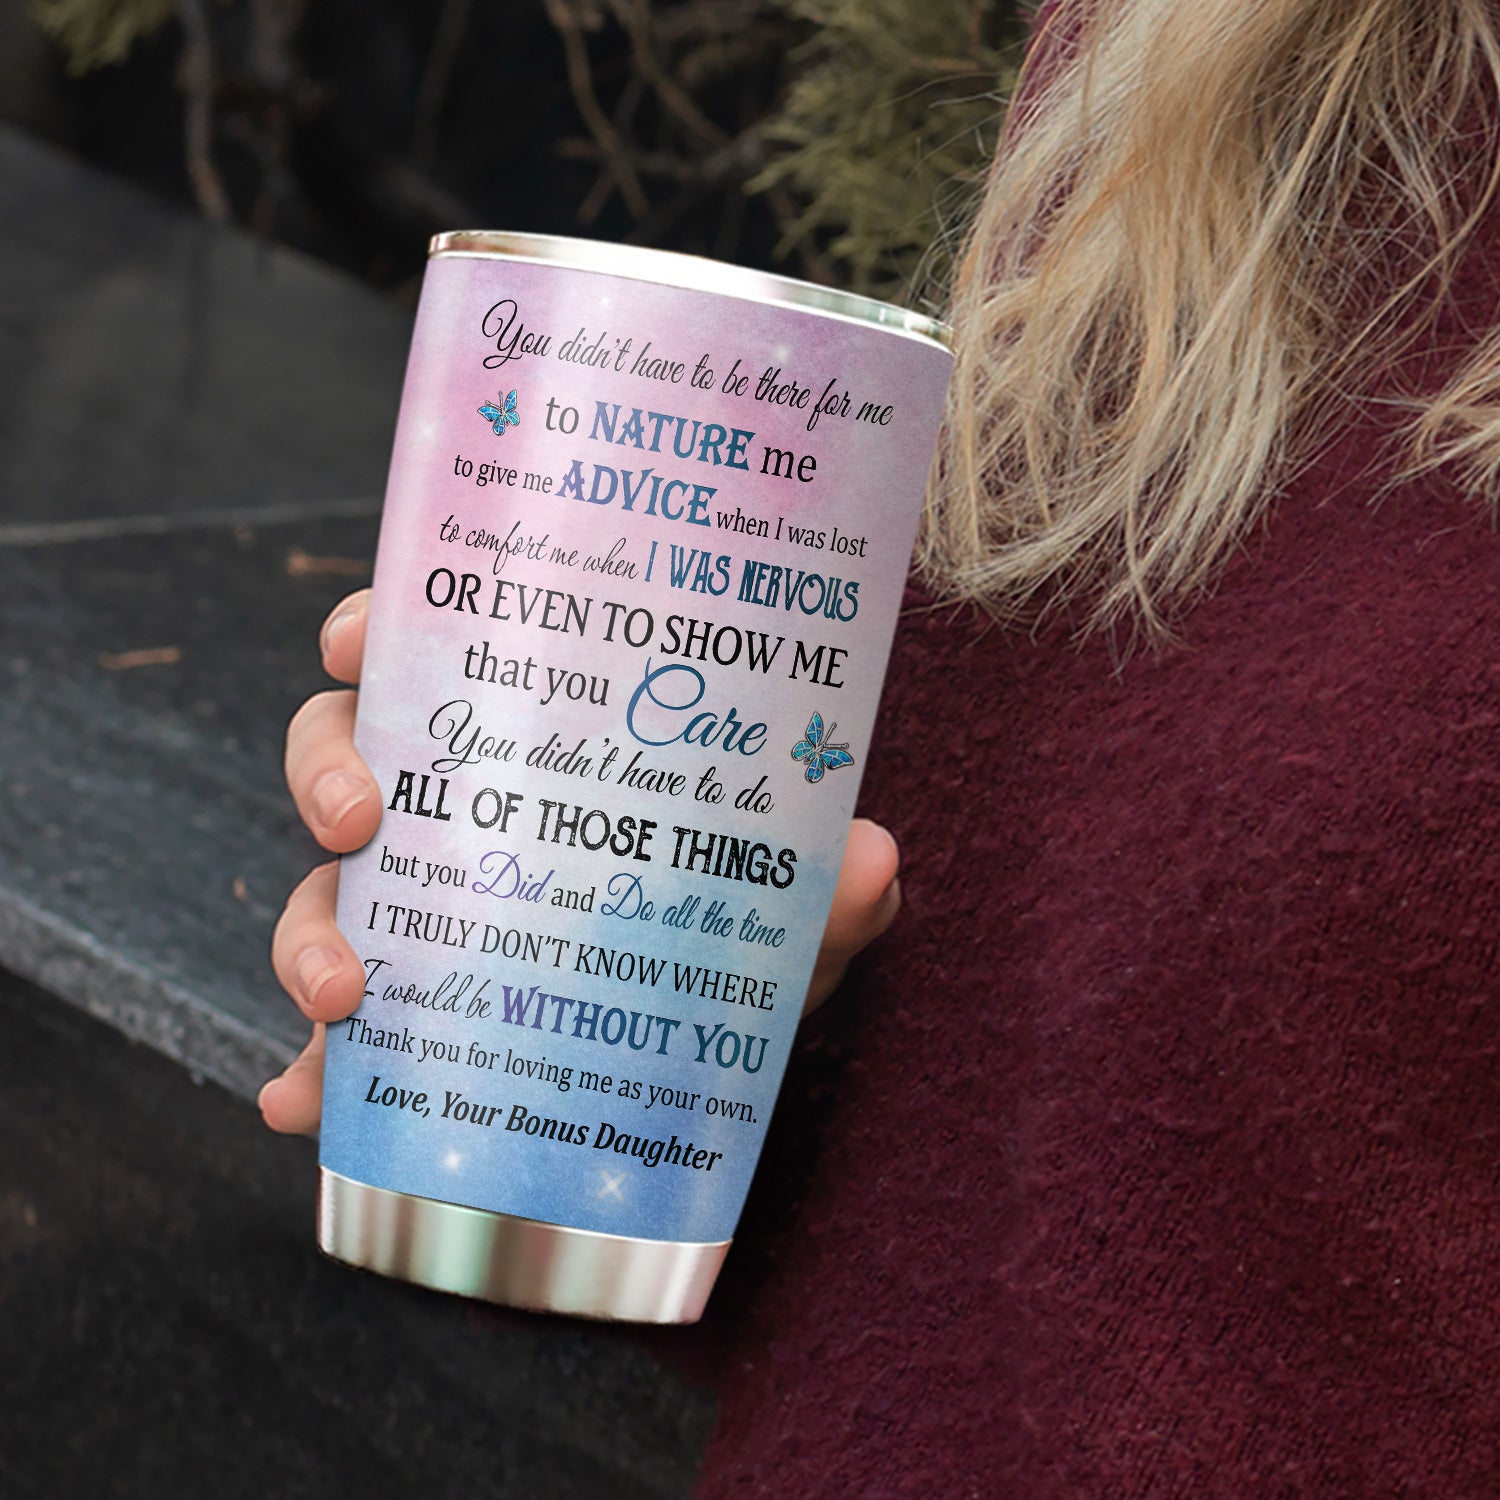 You didn't have to be there for me
to NATURE me
to give me ADVICE when I was lost
to comfort me when I WAS NERVOUS
OR EVEN TO SHOW ME
that you Care
You didn't have to do
ALL OF THOSE THINGS
but you Did and Do all the time
I TRULY DON'T KNOW WHERE
I would be WITHOUT YOU
Thank you for loving me as your own.
Love, Your Bonus Daughter